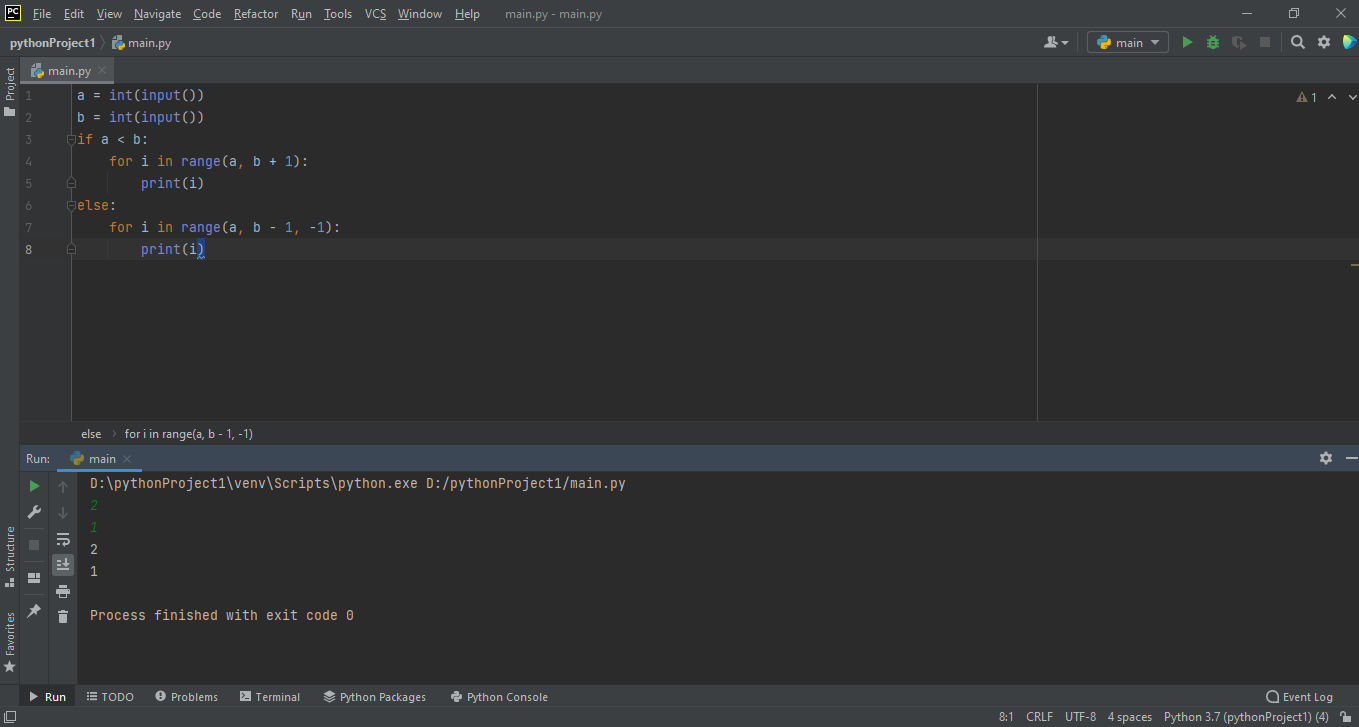 PC File Edit View Navigate Code Refactor Run Tools VCS Window Help main.py - main.py
pythonProject1 main.py main
Project
main.py
1 a = int(input())
2 b = int(input())
3 if a < b:
4 for i in range(a, b + 1):
5 print(i)
6 else:
7 for i in range(a, b - 1, -1):
8 print(i)
1
else for i in range(a, b - 1, -1)
Run: main
D:\pythonProject1\venv\Scripts\python.exe D:/pythonProject1/main.py
2
1
2
1
Process finished with exit code 0
Structure
Favorites
Run TODO Problems Terminal Python Packages Python Console Event Log
8:1 CRLF UTF-8 4 spaces Python 3.7 (pythonProject1) (4)